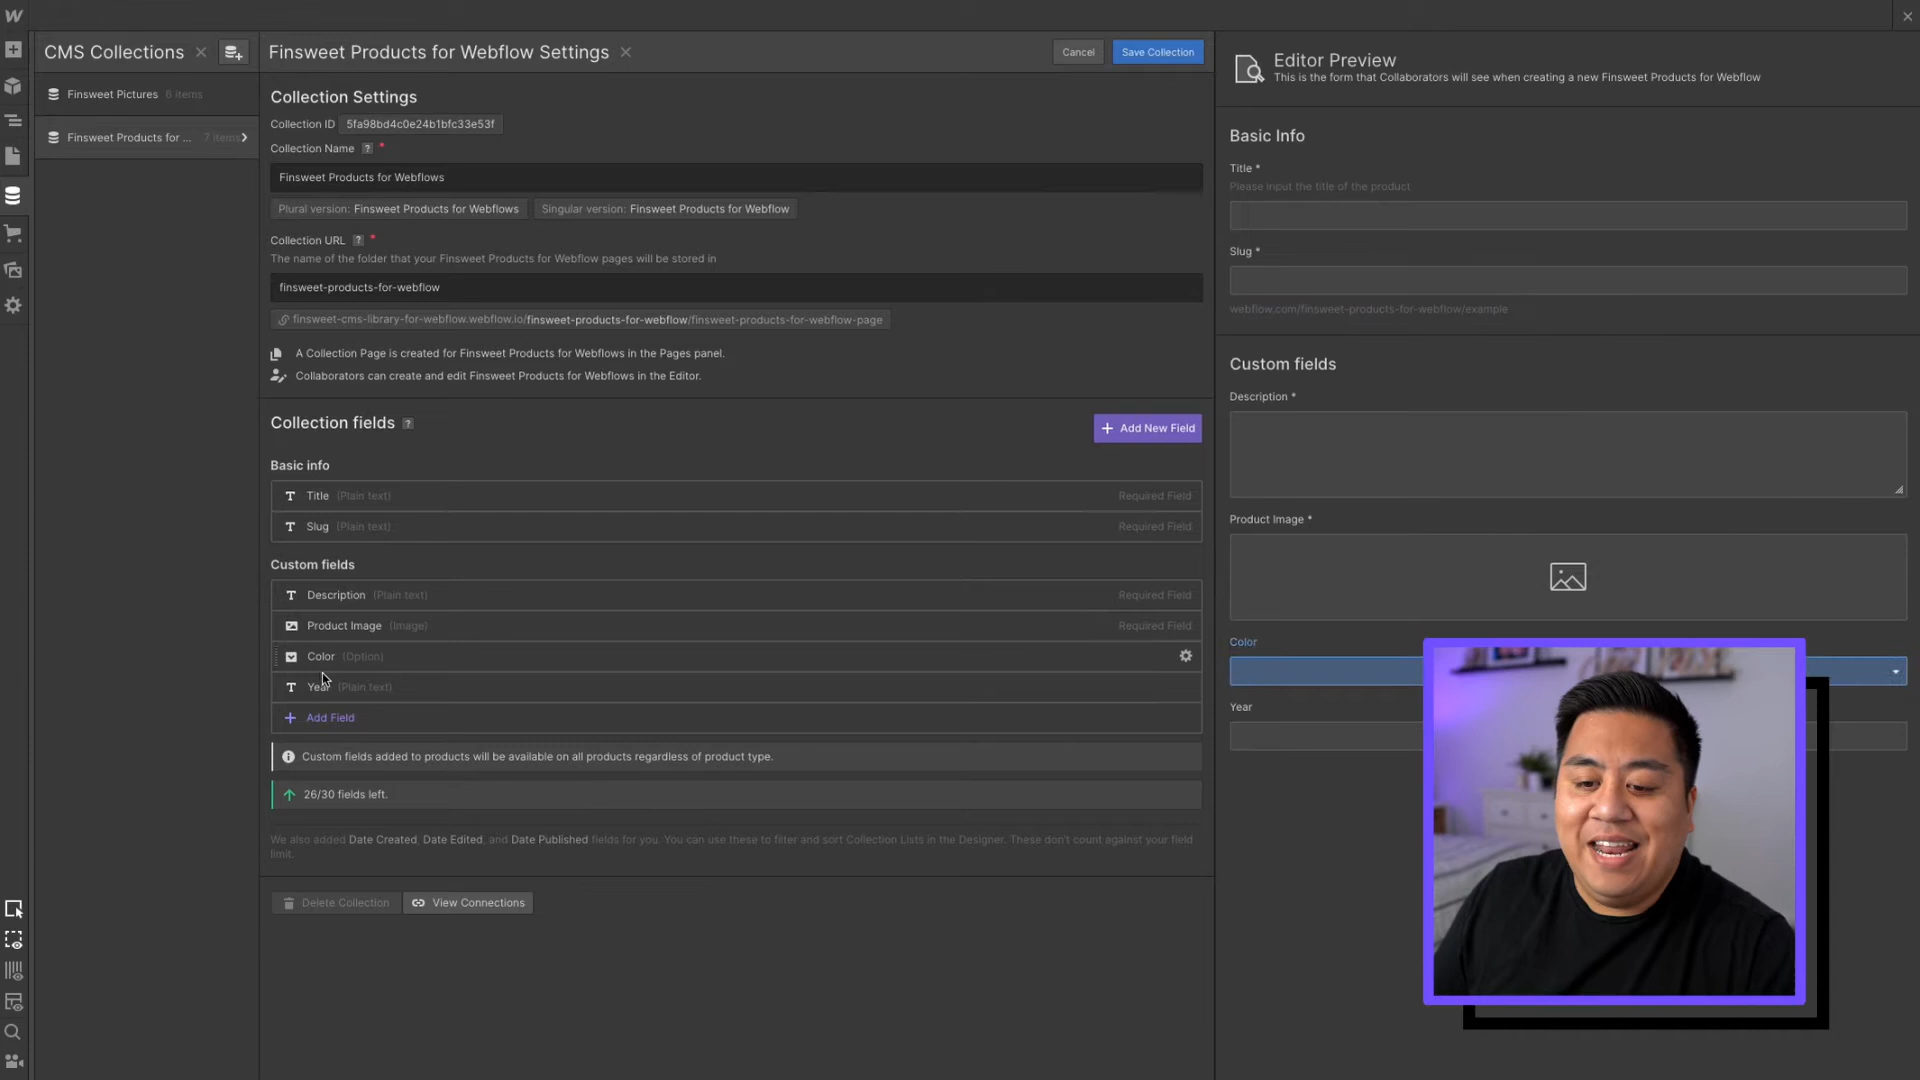 CMS Collections
Finsweet Products for Webflow Settings
Cancel
Save Collection
Finsweet Pictures 6 items
Finsweet Products for ... 7 items
Collection Settings
Collection ID 5fa98bd4c0e24b1bfc33e53f
Collection Name ? *
Finsweet Products for Webflows
Plural version: Finsweet Products for Webflows
Singular version: Finsweet Products for Webflow
Collection URL ? *
The name of the folder that your Finsweet Products for Webflow pages will be stored in
finsweet-products-for-webflow
finsweet-cms-library-for-webflow.webflow.io/finsweet-products-for-webflow/finsweet-products-for-webflow-page
A Collection Page is created for Finsweet Products for Webflows in the Pages panel.
Collaborators can create and edit Finsweet Products for Webflows in the Editor.
Collection fields ?
+ Add New Field
Basic info
Title (Plain text) Required Field
Slug (Plain text) Required Field
Custom fields
Description (Plain text) Required Field
Product Image (Image) Required Field
Color (Option)
Year (Plain text)
+ Add Field
Custom fields added to products will be available on all products regardless of product type.
26/30 fields left.
We also added Date Created, Date Edited, and Date Published fields for you. You can use these to filter and sort Collection Lists in the Designer. These don't count against your field
limit.
Delete Collection
View Connections
Editor Preview
This is the form that Collaborators will see when creating a new Finsweet Products for Webflow
Basic Info
Title *
Please input the title of the product
Slug *
webflow.com/finsweet-products-for-webflow/example
Custom fields
Description *
Product Image *
Color
Year